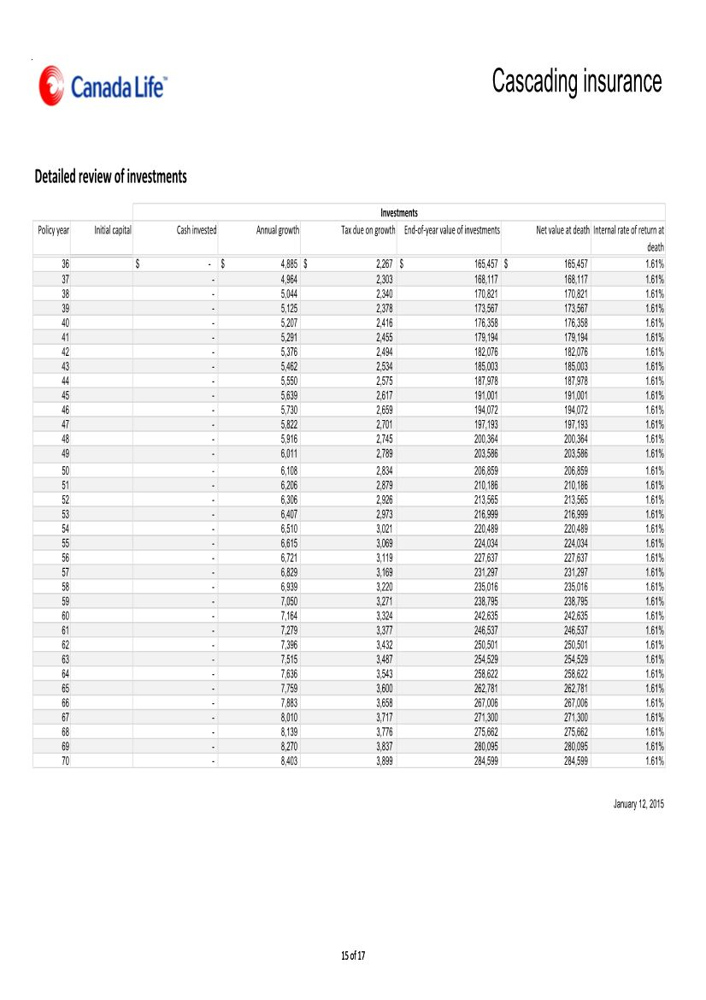 Canada Life™
Cascading insurance
Detailed review of investments
Investments
Policy year Initial capital Cash invested Annual growth Tax due on growth End-of-year value of investments Net value at death Internal rate of return at
death
36 $ - $ 4,885 $ 2,267 $ 165,457 $ 165,457 1.61%
37 - 4,964 2,303 168,117 168,117 1.61%
38 - 5,044 2,340 170,821 170,821 1.61%
39 - 5,125 2,378 173,567 173,567 1.61%
40 - 5,207 2,416 176,358 176,358 1.61%
41 - 5,291 2,455 179,194 179,194 1.61%
42 - 5,376 2,494 182,076 182,076 1.61%
43 - 5,462 2,534 185,003 185,003 1.61%
44 - 5,550 2,575 187,978 187,978 1.61%
45 - 5,639 2,617 191,001 191,001 1.61%
46 - 5,730 2,659 194,072 194,072 1.61%
47 - 5,822 2,701 197,193 197,193 1.61%
48 - 5,916 2,745 200,364 200,364 1.61%
49 - 6,011 2,789 203,586 203,586 1.61%
50 - 6,108 2,834 206,859 206,859 1.61%
51 - 6,206 2,879 210,186 210,186 1.61%
52 - 6,306 2,926 213,565 213,565 1.61%
53 - 6,407 2,973 216,999 216,999 1.61%
54 - 6,510 3,021 220,489 220,489 1.61%
55 - 6,615 3,069 224,034 224,034 1.61%
56 - 6,721 3,119 227,637 227,637 1.61%
57 - 6,829 3,169 231,297 231,297 1.61%
58 - 6,939 3,220 235,016 235,016 1.61%
59 - 7,050 3,271 238,795 238,795 1.61%
60 - 7,164 3,324 242,635 242,635 1.61%
61 - 7,279 3,377 246,537 246,537 1.61%
62 - 7,396 3,432 250,501 250,501 1.61%
63 - 7,515 3,487 254,529 254,529 1.61%
64 - 7,636 3,543 258,622 258,622 1.61%
65 - 7,759 3,600 262,781 262,781 1.61%
66 - 7,883 3,658 267,006 267,006 1.61%
67 - 8,010 3,717 271,300 271,300 1.61%
68 - 8,139 3,776 275,662 275,662 1.61%
69 - 8,270 3,837 280,095 280,095 1.61%
70 - 8,403 3,899 284,599 284,599 1.61%
January 12, 2015
15 of 17